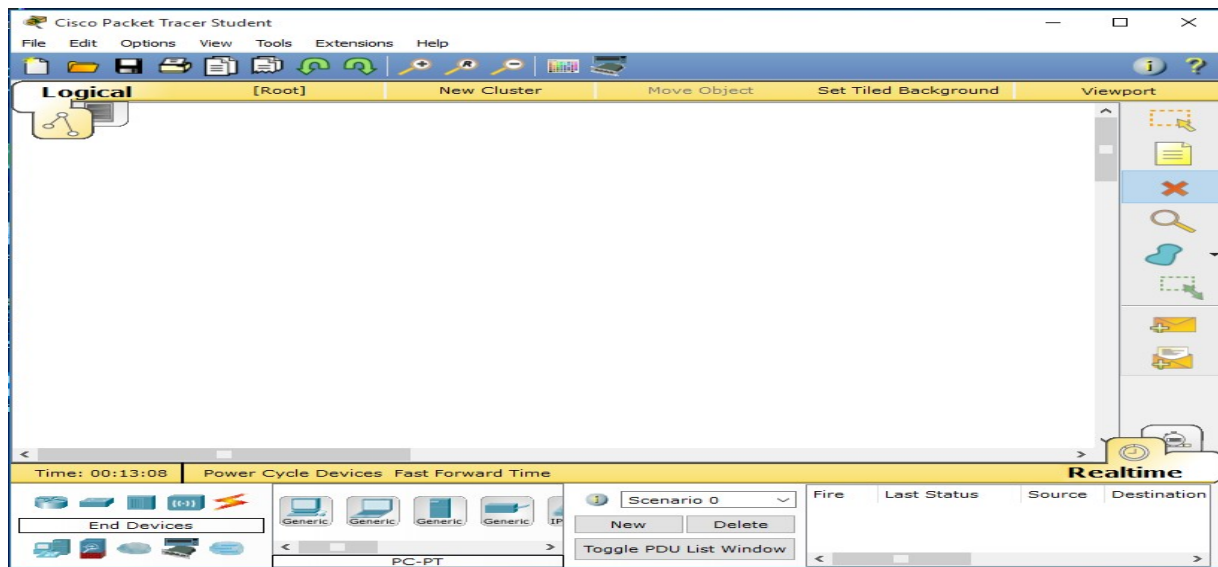 Cisco Packet Tracer Student
File Edit Options View Tools Extensions Help
Logical [Root] New Cluster Move Object Set Tiled Background Viewport
Time: 00:13:08 Power Cycle Devices Fast Forward Time Realtime
End Devices
Generic Generic Generic Generic IP
PC-PT
Scenario 0
New Delete
Toggle PDU List Window
Fire Last Status Source Destination